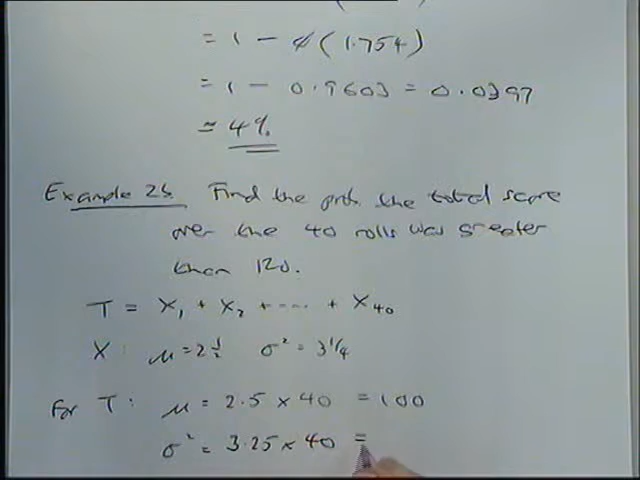 = 1 - φ(1.754)
= 1 - 0.9603 = 0.0397
≈ 4%
Example 2b. Find the prob. the total score
over the 40 rolls was greater
than 120.
T = X₁ + X₂ + ---- + X₄₀
X: μ = 2½ σ² = 3¼
For T: μ = 2.5 × 40 = 100
σ² = 3.25 × 40 =